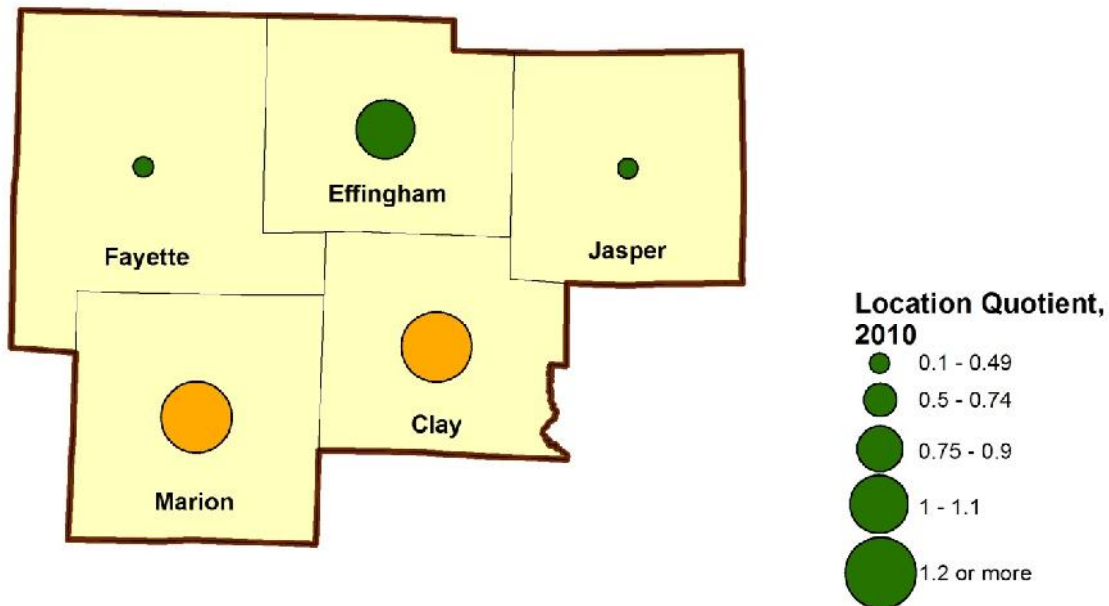 Effingham
Fayette
Jasper
Clay
Marion
Location Quotient,
2010
0.1 - 0.49
0.5 - 0.74
0.75 - 0.9
1 - 1.1
1.2 or more